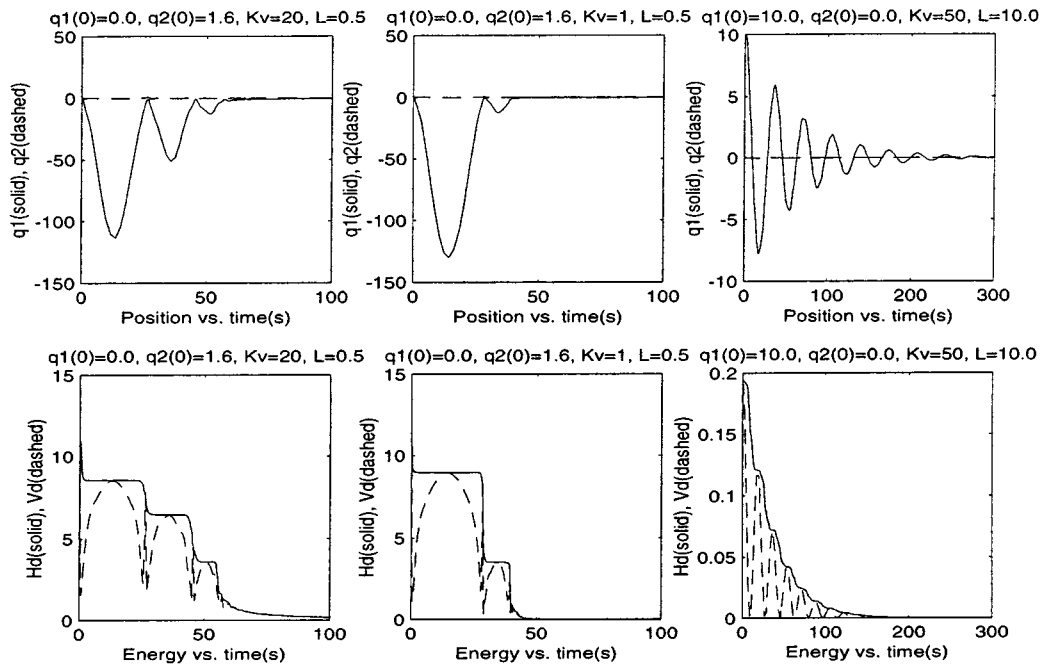 q1(0)=0.0, q2(0)=1.6, Kv=20, L=0.5
q1(solid), q2(dashed)
50
0
-50
-100
-150
0
50
100
Position vs. time(s)
q1(0)=0.0, q2(0)=1.6, Kv=1, L=0.5
q1(solid), q2(dashed)
50
0
-50
-100
-150
0
50
100
Position vs. time(s)
q1(0)=10.0, q2(0)=0.0, Kv=50, L=10.0
q1(solid), q2(dashed)
10
5
0
-5
-10
0
100
200
300
Position vs. time(s)
q1(0)=0.0, q2(0)=1.6, Kv=20, L=0.5
Hd(solid), Vd(dashed)
15
10
5
0
0
50
100
Energy vs. time(s)
q1(0)=0.0, q2(0)=1.6, Kv=1, L=0.5
Hd(solid), Vd(dashed)
15
10
5
0
0
50
100
Energy vs. time(s)
q1(0)=10.0, q2(0)=0.0, Kv=50, L=10.0
Hd(solid), Vd(dashed)
0.2
0.15
0.1
0.05
0
0
100
200
300
Energy vs. time(s)